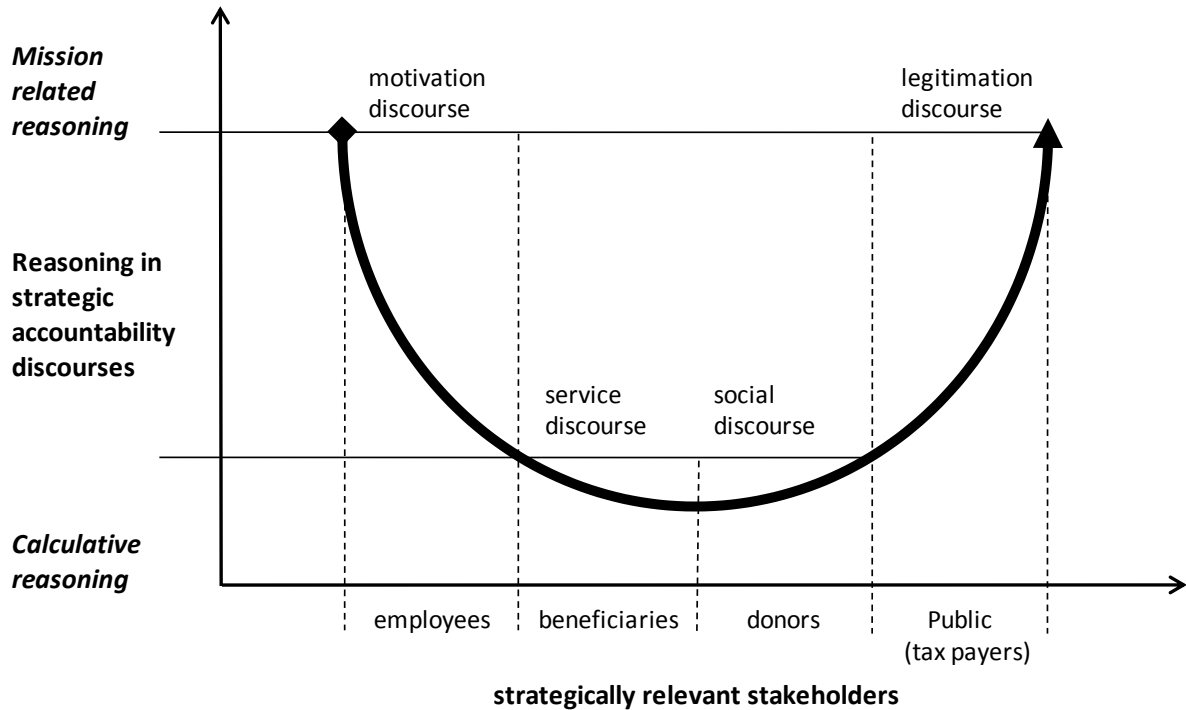 Mission
related
reasoning
motivation
discourse
legitimation
discourse
Reasoning in
strategic
accountability
discourses
service
discourse
social
discourse
Calculative
reasoning
employees
beneficiaries
donors
Public
(tax payers)
strategically relevant stakeholders